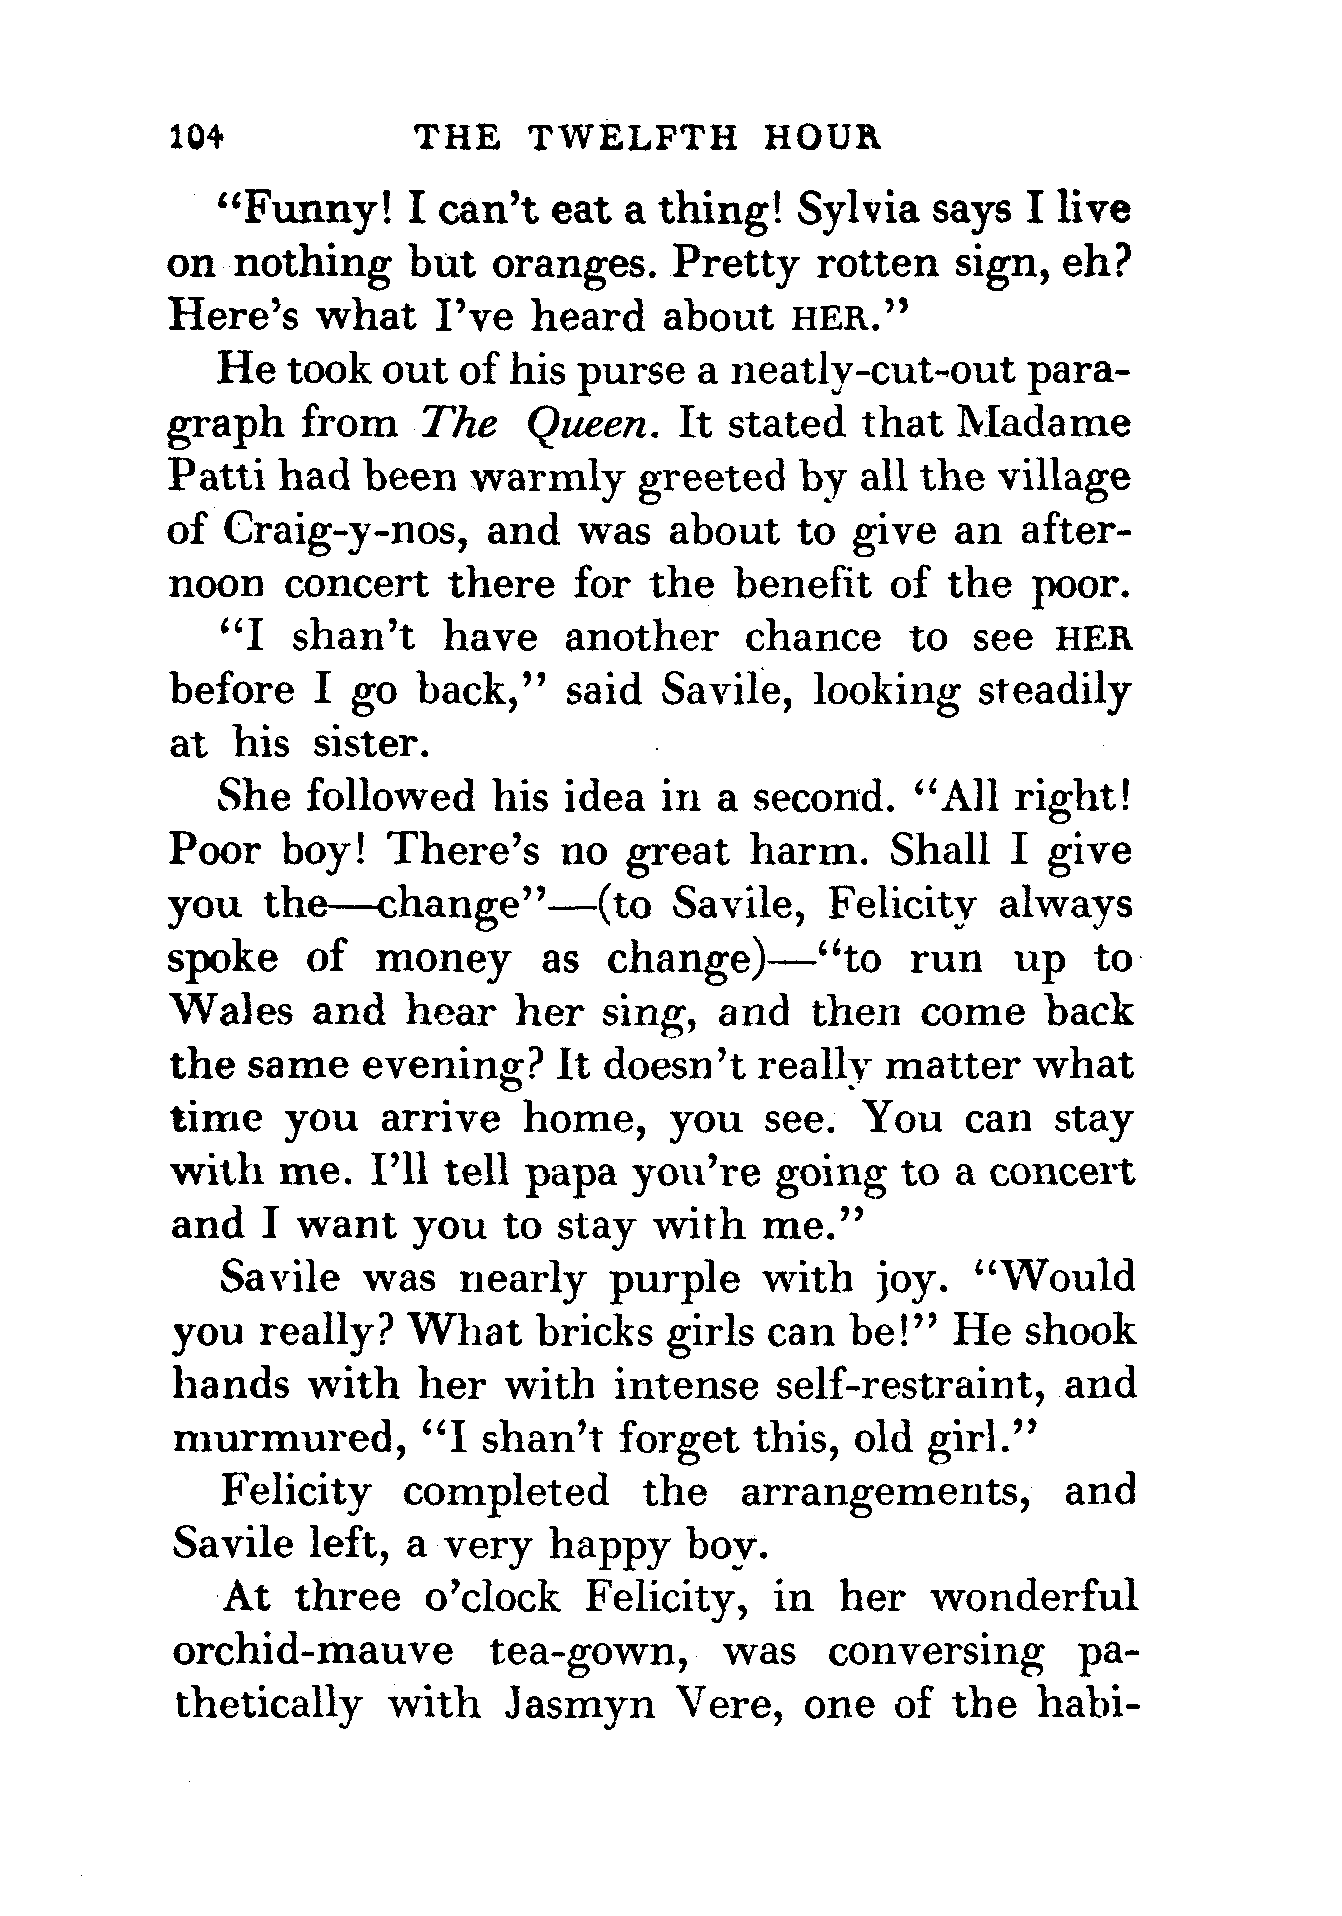 104 THE TWELFTH HOUR
“Funny! I can’t eat a thing! Sylvia says I live
on nothing but oranges. Pretty rotten sign, eh?
Here’s what I’ve heard about HER.”
He took out of his purse a neatly-cut-out para-
graph from The Queen. It stated that Madame
Patti had been warmly greeted by all the village
of Craig-y-nos, and was about to give an after-
noon concert there for the benefit of the poor.
“I shan’t have another chance to see HER
before I go back,” said Savile, looking steadily
at his sister.
She followed his idea in a second. “All right!
Poor boy! There’s no great harm. Shall I give
you the—change”—(to Savile, Felicity always
spoke of money as change)—“to run up to
Wales and hear her sing, and then come back
the same evening? It doesn’t really matter what
time you arrive home, you see. You can stay
with me. I’ll tell papa you’re going to a concert
and I want you to stay with me.”
Savile was nearly purple with joy. “Would
you really? What bricks girls can be!” He shook
hands with her with intense self-restraint, and
murmured, “I shan’t forget this, old girl.”
Felicity completed the arrangements, and
Savile left, a very happy boy.
At three o’clock Felicity, in her wonderful
orchid-mauve tea-gown, was conversing pa-
thetically with Jasmyn Vere, one of the habi-